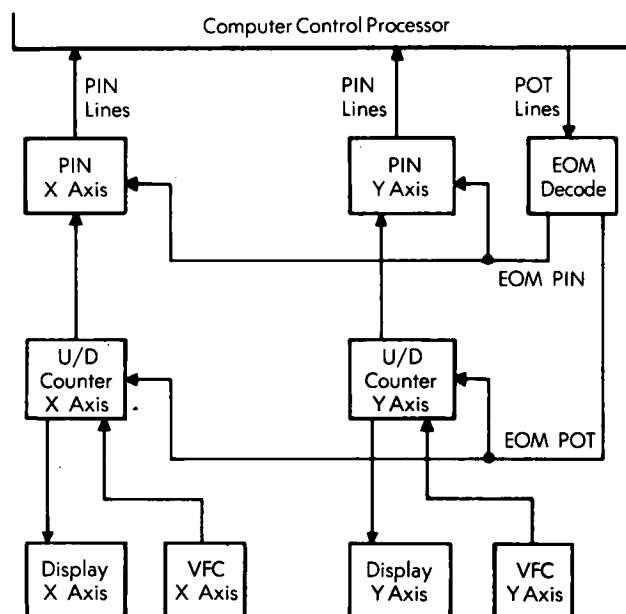 Computer Control Processor
PIN
Lines
PIN
Lines
POT
Lines
PIN
X Axis
PIN
Y Axis
EOM
Decode
EOM PIN
U/D
Counter
X Axis
U/D
Counter
Y Axis
EOM POT
Display
X Axis
VFC
X Axis
Display
Y Axis
VFC
Y Axis